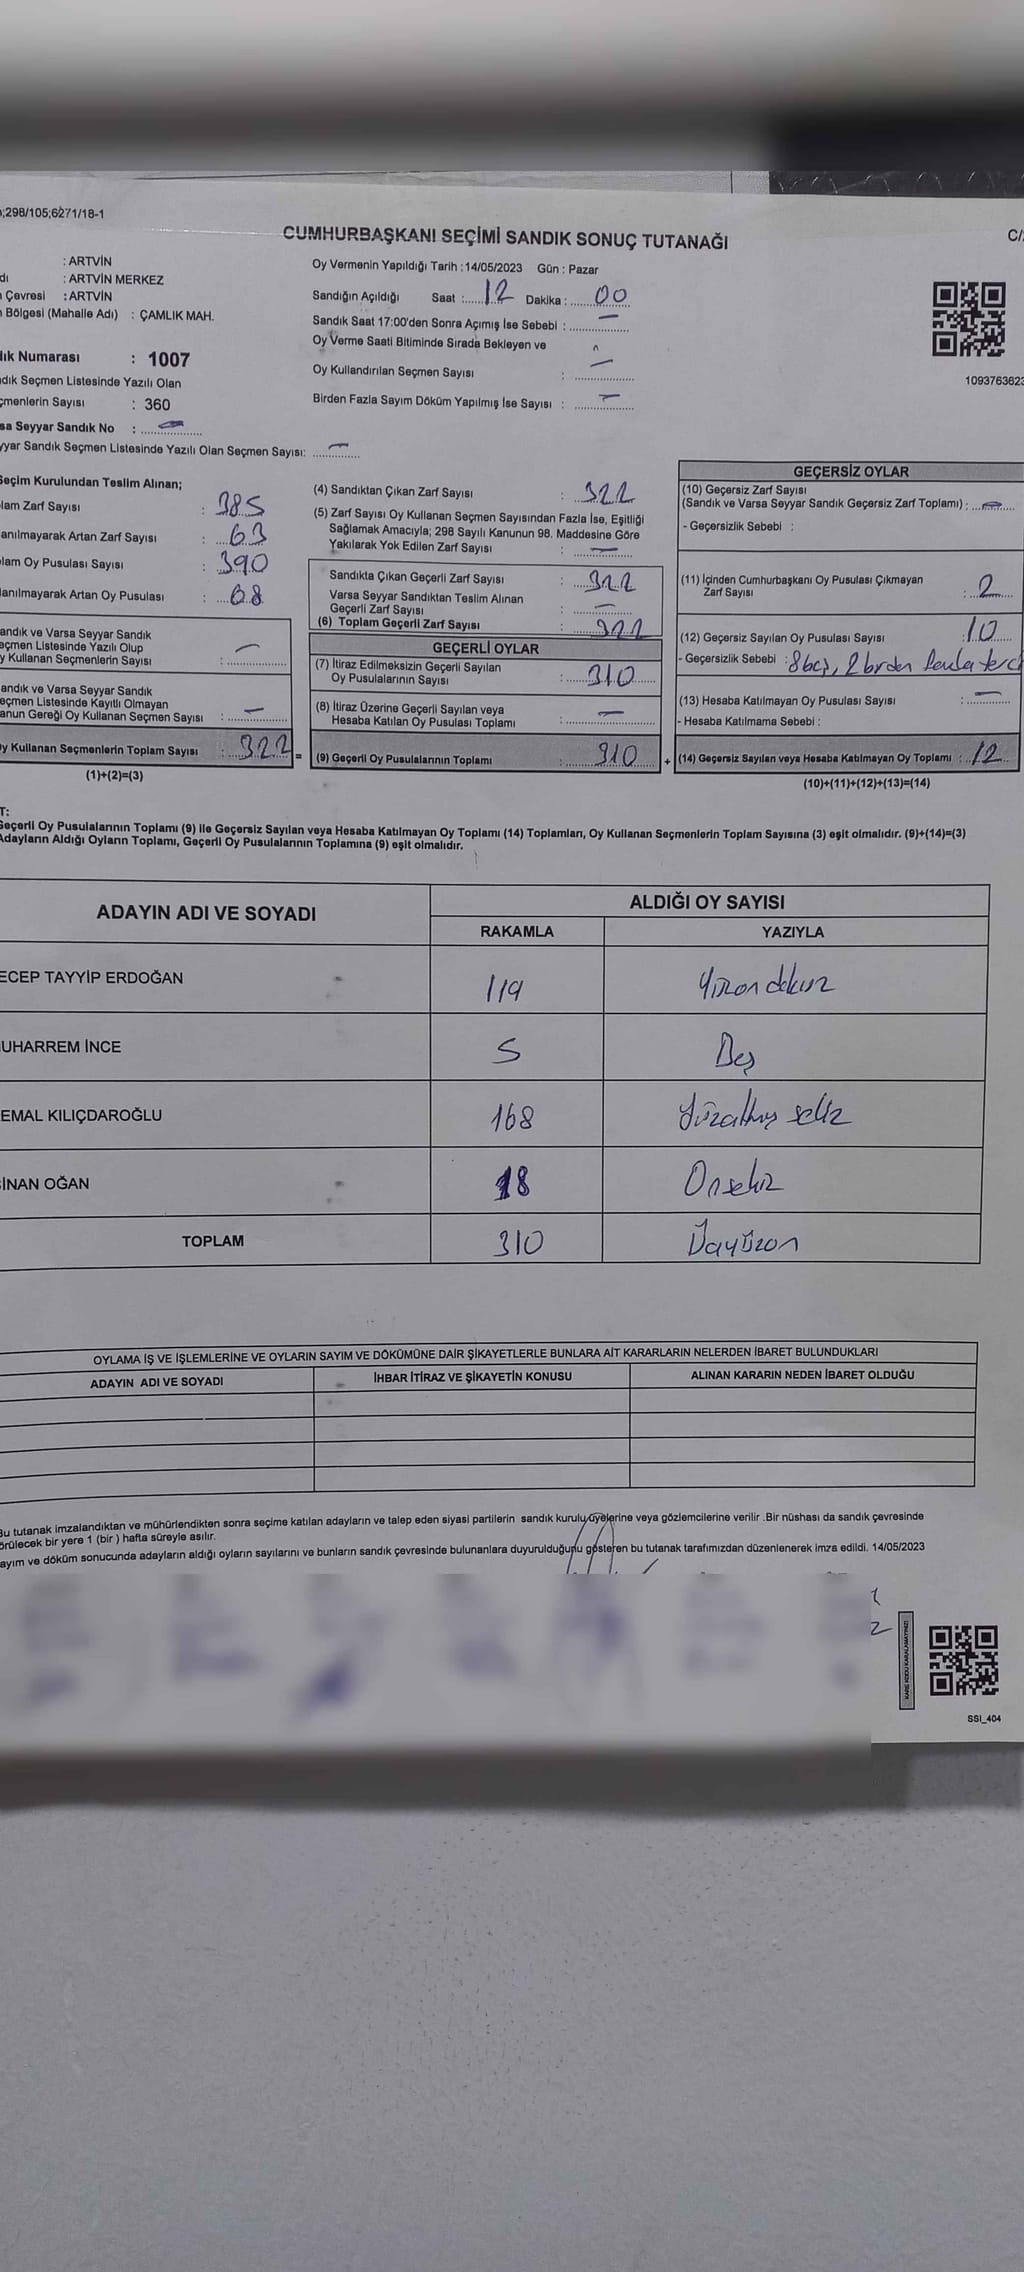 ;298/105;6271/18-1
CUMHURBAŞKANI SEÇİMİ SANDIK SONUÇ TUTANAĞI
C/
: ARTVİN
: ARTVİN MERKEZ
Çevresi : ARTVİN
Bölgesi (Mahalle Adı) : ÇAMLIK MAH.
Oy Vermenin Yapıldığı Tarih : 14/05/2023 Gün : Pazar
Sandığın Açıldığı Saat : 12 Dakika : 00
Sandık Saat 17:00'den Sonra Açımış İse Sebebi : —
Oy Verme Saati Bitiminde Sırada Bekleyen ve
Oy Kullandırılan Seçmen Sayısı : —
Birden Fazla Sayım Döküm Yapılmış İse Sayısı : —
1093763623
dık Numarası : 1007
dık Seçmen Listesinde Yazılı Olan
çmenlerin Sayısı : 360
sa Seyyar Sandık No : —
yyar Sandık Seçmen Listesinde Yazılı Olan Seçmen Sayısı: —
Seçim Kurulundan Teslim Alınan;
lam Zarf Sayısı : 385
anılmayarak Artan Zarf Sayısı : 63
lam Oy Pusulası Sayısı : 390
lanılmayarak Artan Oy Pusulası : 68
andık ve Varsa Seyyar Sandık
eçmen Listesinde Yazılı Olup
y Kullanan Seçmenlerin Sayısı : —
andık ve Varsa Seyyar Sandık
eçmen Listesinde Kayıtlı Olmayan
anun Gereği Oy Kullanan Seçmen Sayısı : —
y Kullanan Seçmenlerin Toplam Sayısı : 322 =
(1)+(2)=(3)
(4) Sandıktan Çıkan Zarf Sayısı : 322
(5) Zarf Sayısı Oy Kullanan Seçmen Sayısından Fazla İse, Eşitliği
Sağlamak Amacıyla; 298 Sayılı Kanunun 98. Maddesine Göre
Yakılarak Yok Edilen Zarf Sayısı : —
Sandıkta Çıkan Geçerli Zarf Sayısı : 322
Varsa Seyyar Sandıktan Teslim Alınan
Geçerli Zarf Sayısı : —
(6) Toplam Geçerli Zarf Sayısı : 322
GEÇERLİ OYLAR
(7) İtiraz Edilmeksizin Geçerli Sayılan
Oy Pusulalarının Sayısı : 310
(8) İtiraz Üzerine Geçerli Sayılan veya
Hesaba Katılan Oy Pusulası Toplamı : —
(9) Geçerli Oy Pusulalarının Toplamı : 310 +
GEÇERSİZ OYLAR
(10) Geçersiz Zarf Sayısı
(Sandık ve Varsa Seyyar Sandık Geçersiz Zarf Toplamı) : —
- Geçersizlik Sebebi :
(11) İçinden Cumhurbaşkanı Oy Pusulası Çıkmayan
Zarf Sayısı : 2
(12) Geçersiz Sayılan Oy Pusulası Sayısı : 10
- Geçersizlik Sebebi : 8 boş, 2 birden fazla terci
(13) Hesaba Katılmayan Oy Pusulası Sayısı : —
- Hesaba Katılmama Sebebi :
(14) Geçersiz Sayılan veya Hesaba Katılmayan Oy Toplamı : 12
(10)+(11)+(12)+(13)=(14)
T:
Geçerli Oy Pusulalarının Toplamı (9) ile Geçersiz Sayılan veya Hesaba Katılmayan Oy Toplamı (14) Toplamları, Oy Kullanan Seçmenlerin Toplam Sayısına (3) eşit olmalıdır. (9)+(14)=(3)
Adayların Aldığı Oyların Toplamı, Geçerli Oy Pusulalarının Toplamına (9) eşit olmalıdır.
ADAYIN ADI VE SOYADI
ALDIĞI OY SAYISI
RAKAMLA YAZIYLA
ECEP TAYYİP ERDOĞAN 119 Yüzon dokuz
UHARREM İNCE 5 Beş
EMAL KILIÇDAROĞLU 168 Yüzaltmış sekiz
İNAN OĞAN 18 Onsekiz
TOPLAM 310 Üçyüzon
OYLAMA İŞ VE İŞLEMLERİNE VE OYLARIN SAYIM VE DÖKÜMÜNE DAİR ŞİKAYETLERLE BUNLARA AİT KARARLARIN NELERDEN İBARET BULUNDUKLARI
ADAYIN ADI VE SOYADI İHBAR İTİRAZ VE ŞİKAYETİN KONUSU ALINAN KARARIN NEDEN İBARET OLDUĞU
Bu tutanak imzalandıktan ve mühürlendikten sonra seçime katılan adayların ve talep eden siyasi partilerin sandık kurulu üyelerine veya gözlemcilerine verilir .Bir nüshası da sandık çevresinde
örülecek bir yere 1 (bir ) hafta süreyle asılır.
ayım ve döküm sonucunda adayların aldığı oyların sayılarını ve bunların sandık çevresinde bulunanlara duyurulduğunu gösteren bu tutanak tarafımızdan düzenlenerek imza edildi. 14/05/2023
KARE KODU KARALAMAYINIZ!
SSI_404